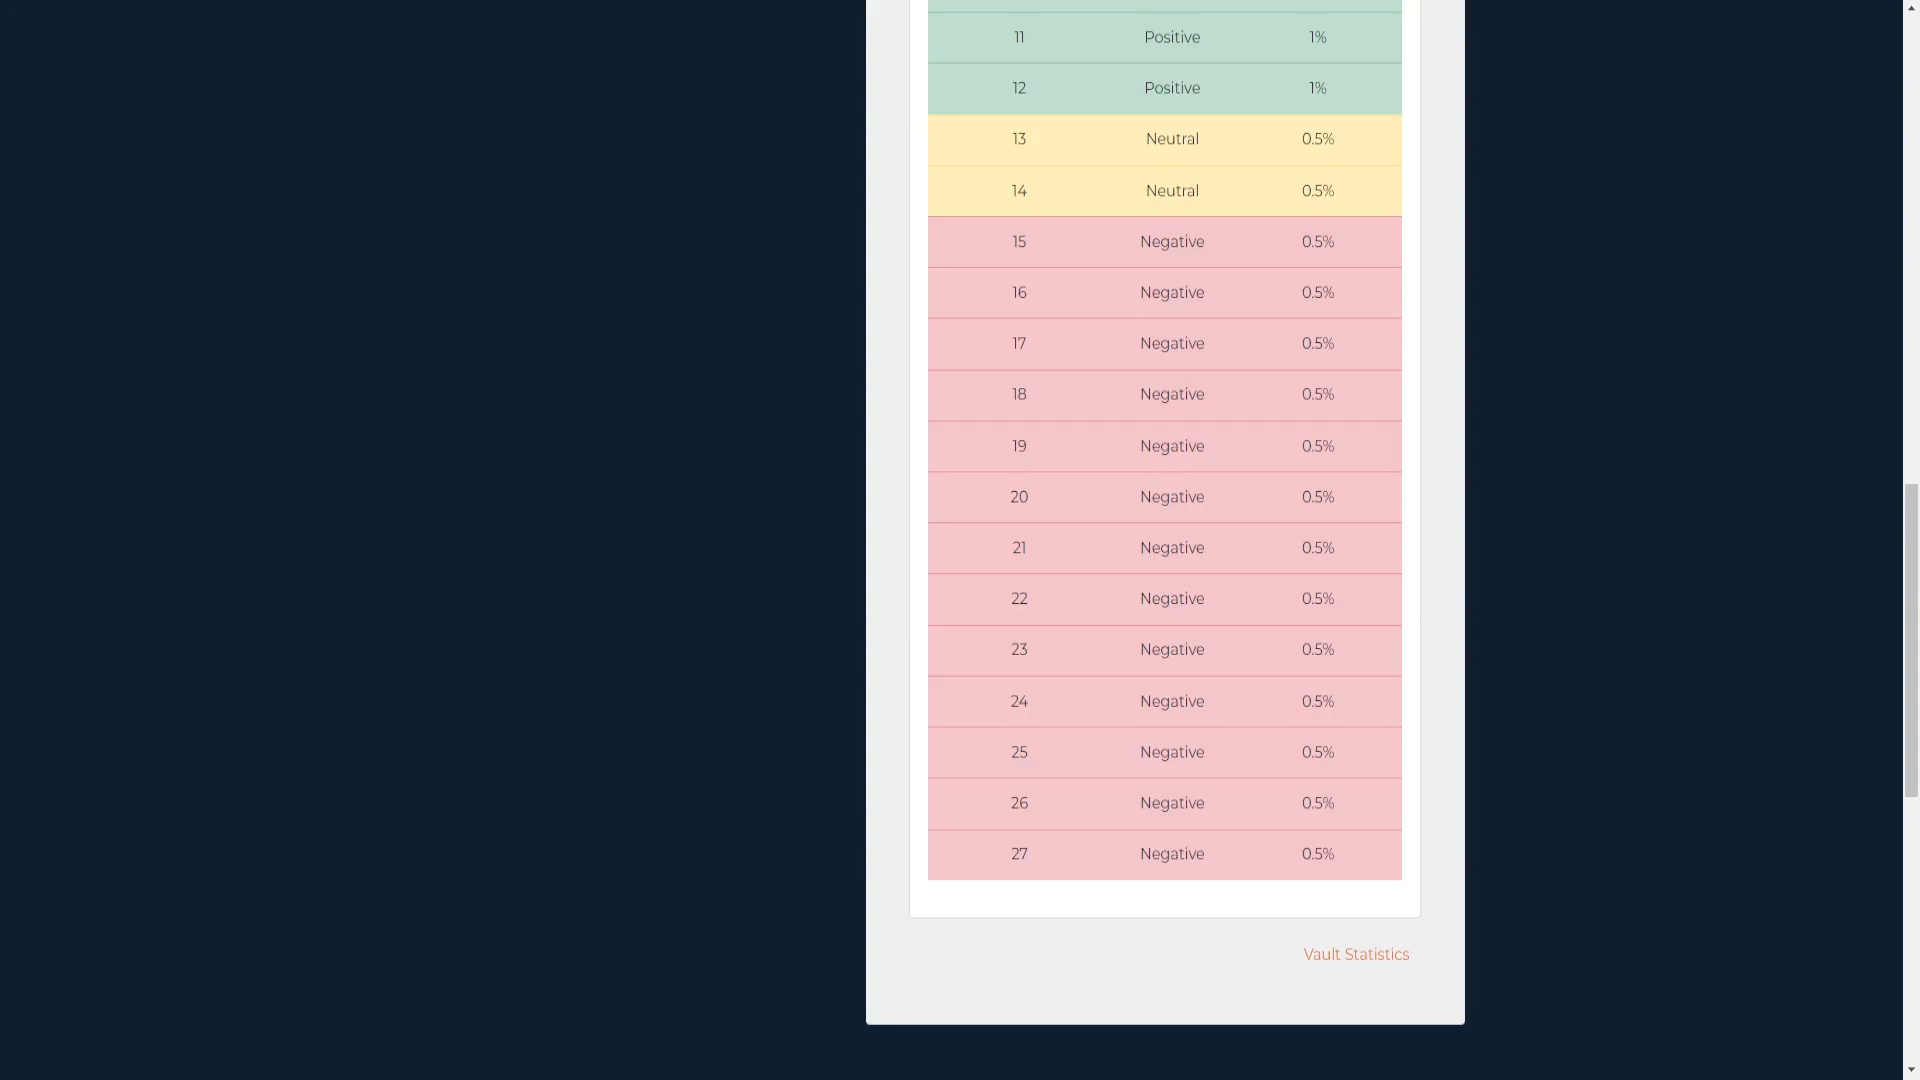 11 Positive 1%
12 Positive 1%
13 Neutral 0.5%
14 Neutral 0.5%
15 Negative 0.5%
16 Negative 0.5%
17 Negative 0.5%
18 Negative 0.5%
19 Negative 0.5%
20 Negative 0.5%
21 Negative 0.5%
22 Negative 0.5%
23 Negative 0.5%
24 Negative 0.5%
25 Negative 0.5%
26 Negative 0.5%
27 Negative 0.5%
Vault Statistics